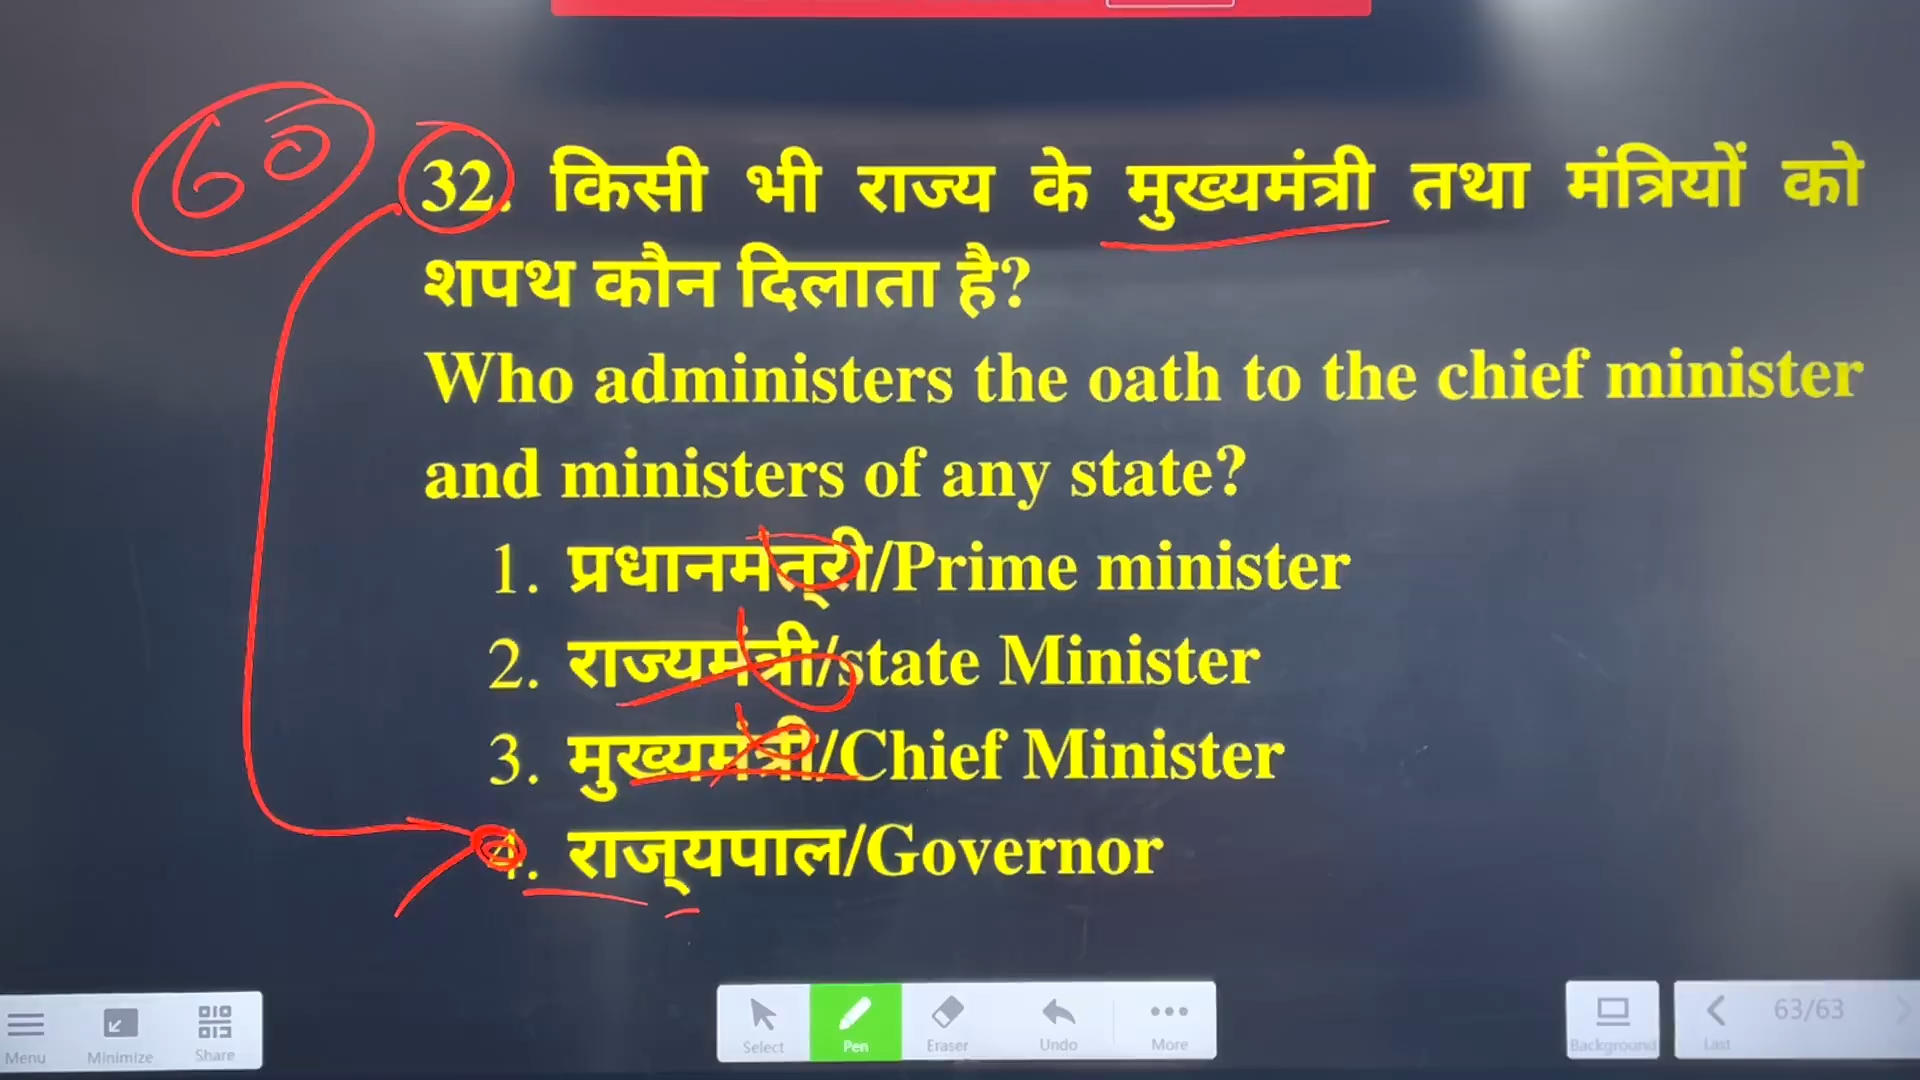 60
32. किसी भी राज्य के मुख्यमंत्री तथा मंत्रियों को
शपथ कौन दिलाता है?
Who administers the oath to the chief minister
and ministers of any state?
1. प्रधानमंत्री/Prime minister
2. राज्यमंत्री/state Minister
3. मुख्यमंत्री/Chief Minister
4. राज्यपाल/Governor
Menu Minimize Share Select Pen Eraser Undo More Background Last 63/63